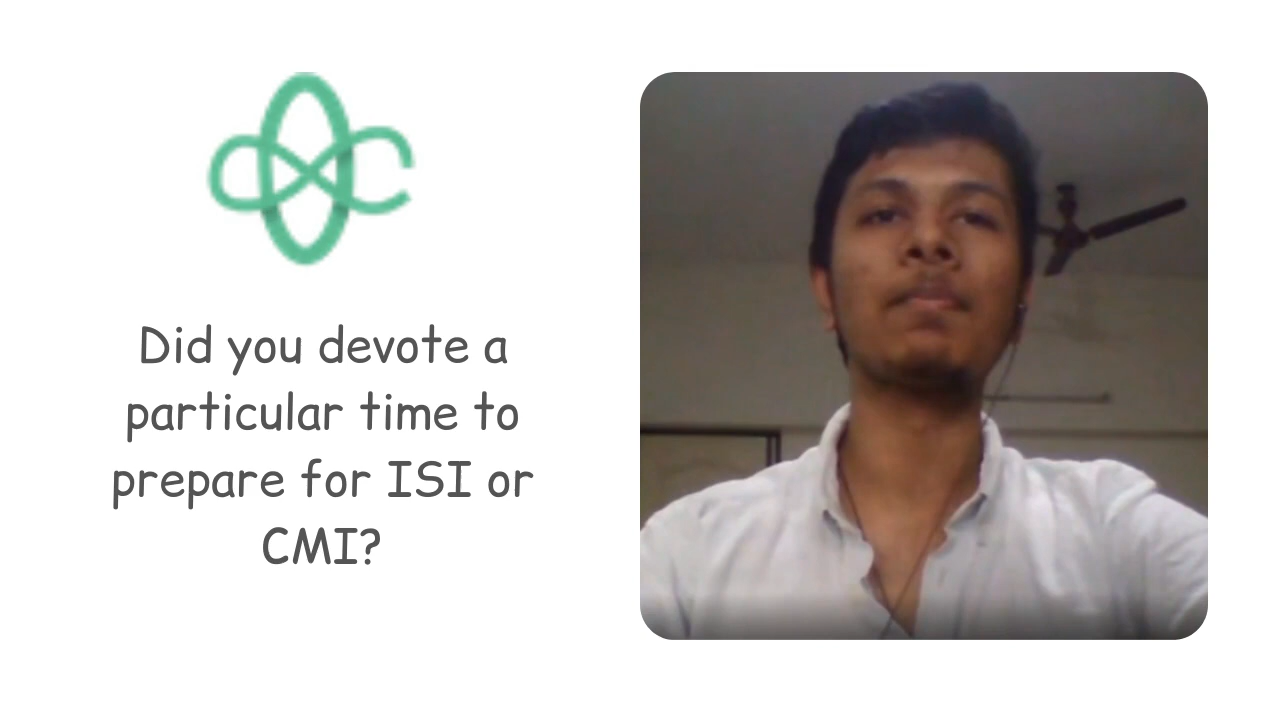 Did you devote a
particular time to
prepare for ISI or
CMI?